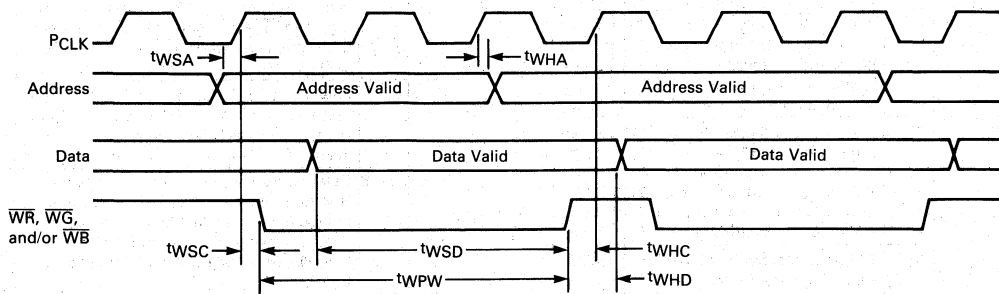 PCLK
tWSA
tWHA
Address
Address Valid
Address Valid
Data
Data Valid
Data Valid
WR, WG,
and/or WB
tWSC
tWSD
tWHC
tWPW
tWHD